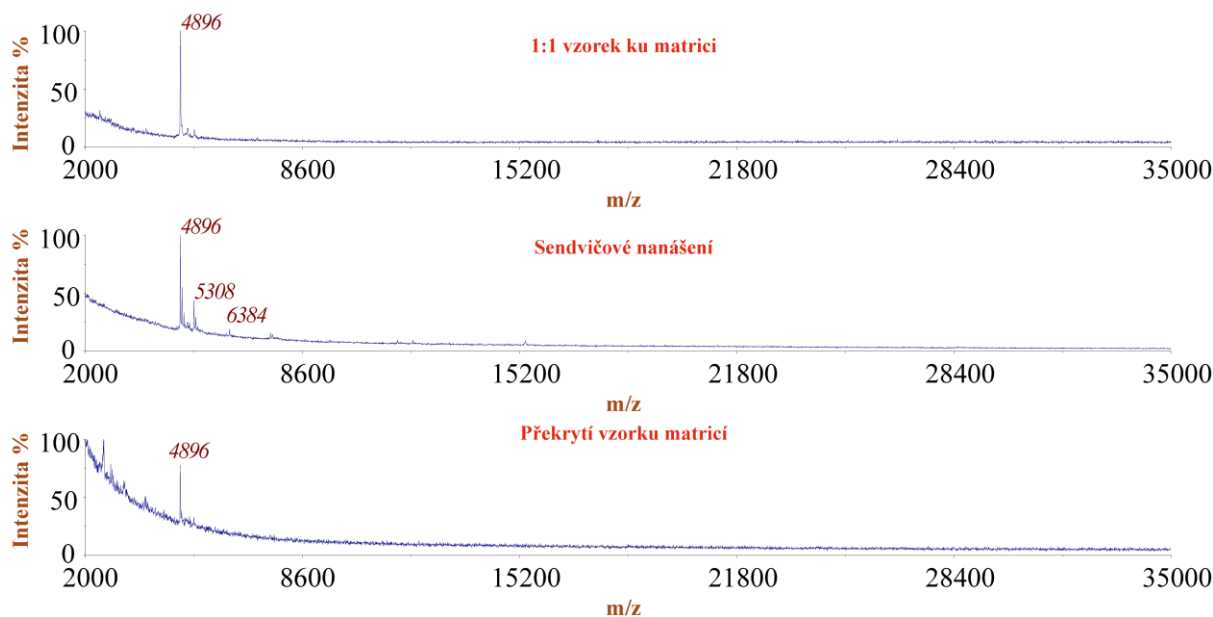 4896
1:1 vzorek ku matrici
Intenzita %
100
50
0
2000 8600 15200 21800 28400 35000
m/z
4896
Sendvičové nanášení
5308
6384
Intenzita %
100
50
0
2000 8600 15200 21800 28400 35000
m/z
Překrytí vzorku matricí
4896
Intenzita %
100
50
0
2000 8600 15200 21800 28400 35000
m/z